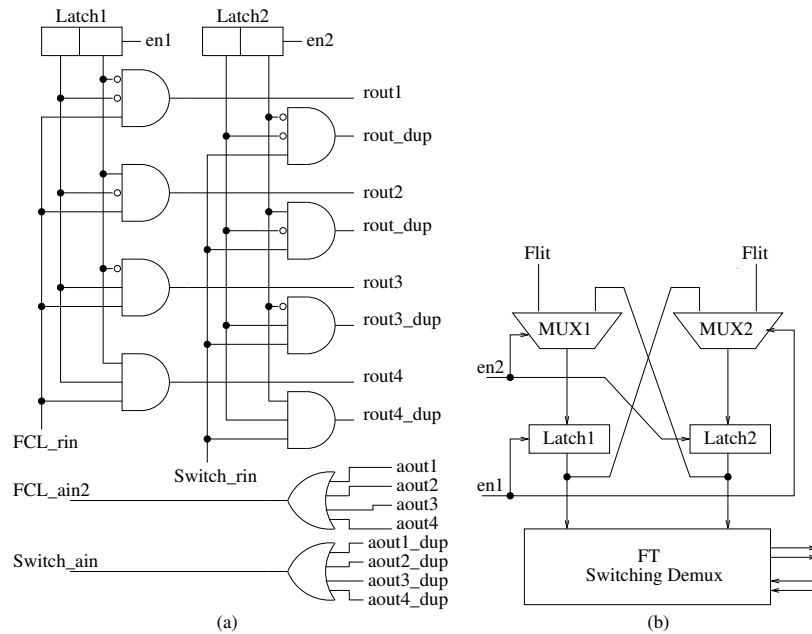 Latch1
Latch2
en1
en2
rout1
rout_dup
rout2
rout_dup
rout3
rout3_dup
rout4
rout4_dup
FCL_rin
Switch_rin
FCL_ain2
aout1
aout2
aout3
aout4
Switch_ain
aout1_dup
aout2_dup
aout3_dup
aout4_dup
(a)
Flit
Flit
MUX1
MUX2
en2
Latch1
Latch2
en1
FT
Switching Demux
(b)